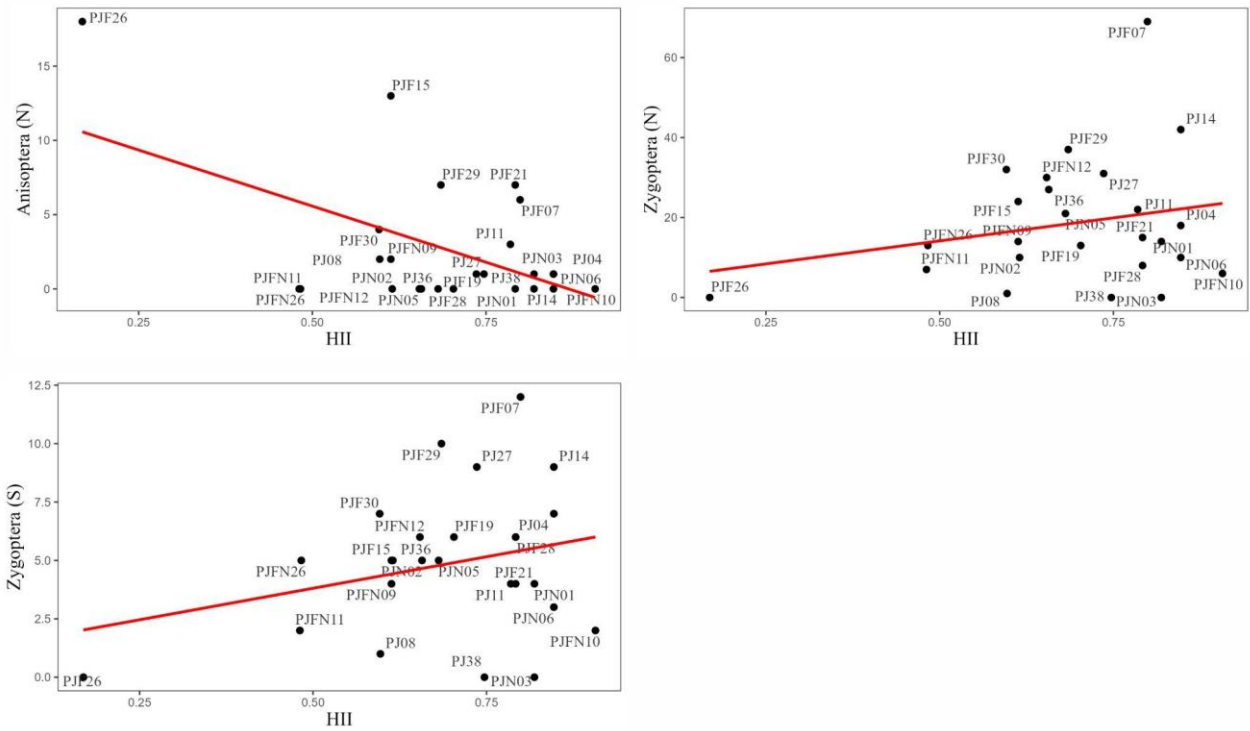 PJF26
15
PJF15
10
PJF29 PJF21
PJF07
5
PJF30 PJFN09 PJ11
PJ08 PJ27 PJN03 PJ04
PJFN11 PJN02 PJ36 PJF19 PJ38 PJN06
0
PJFN26 PJFN12 PJN05 PJF28 PJN01 PJ14 PJFN10
0.25 0.50 0.75
HII
Anisoptera (N)
PJF07
60
PJ14
40
PJF29
PJF30 PJFN12
PJ27
PJF15 PJ36 PJ11
20
PJ04
PJFN26 PJFN09 PJN05 PJF21
PJFN11 PJN02 PJF19 PJN01
PJF28 PJN06
PJF26 PJFN10
PJ08 PJ38 PJN03
0
0.25 0.50 0.75
HII
Zygoptera (N)
12.5
PJF07
10.0
PJF29 PJ27 PJ14
7.5
PJF30
PJFN12 PJF19 PJ04
PJF15 PJ36 PJF28
5.0
PJFN26 PJN02 PJN05 PJF21
PJFN09 PJ11 PJN01
2.5
PJFN11 PJN06
PJ08 PJFN10
PJ38
PJF26 PJN03
0.0
0.25 0.50 0.75
HII
Zygoptera (S)